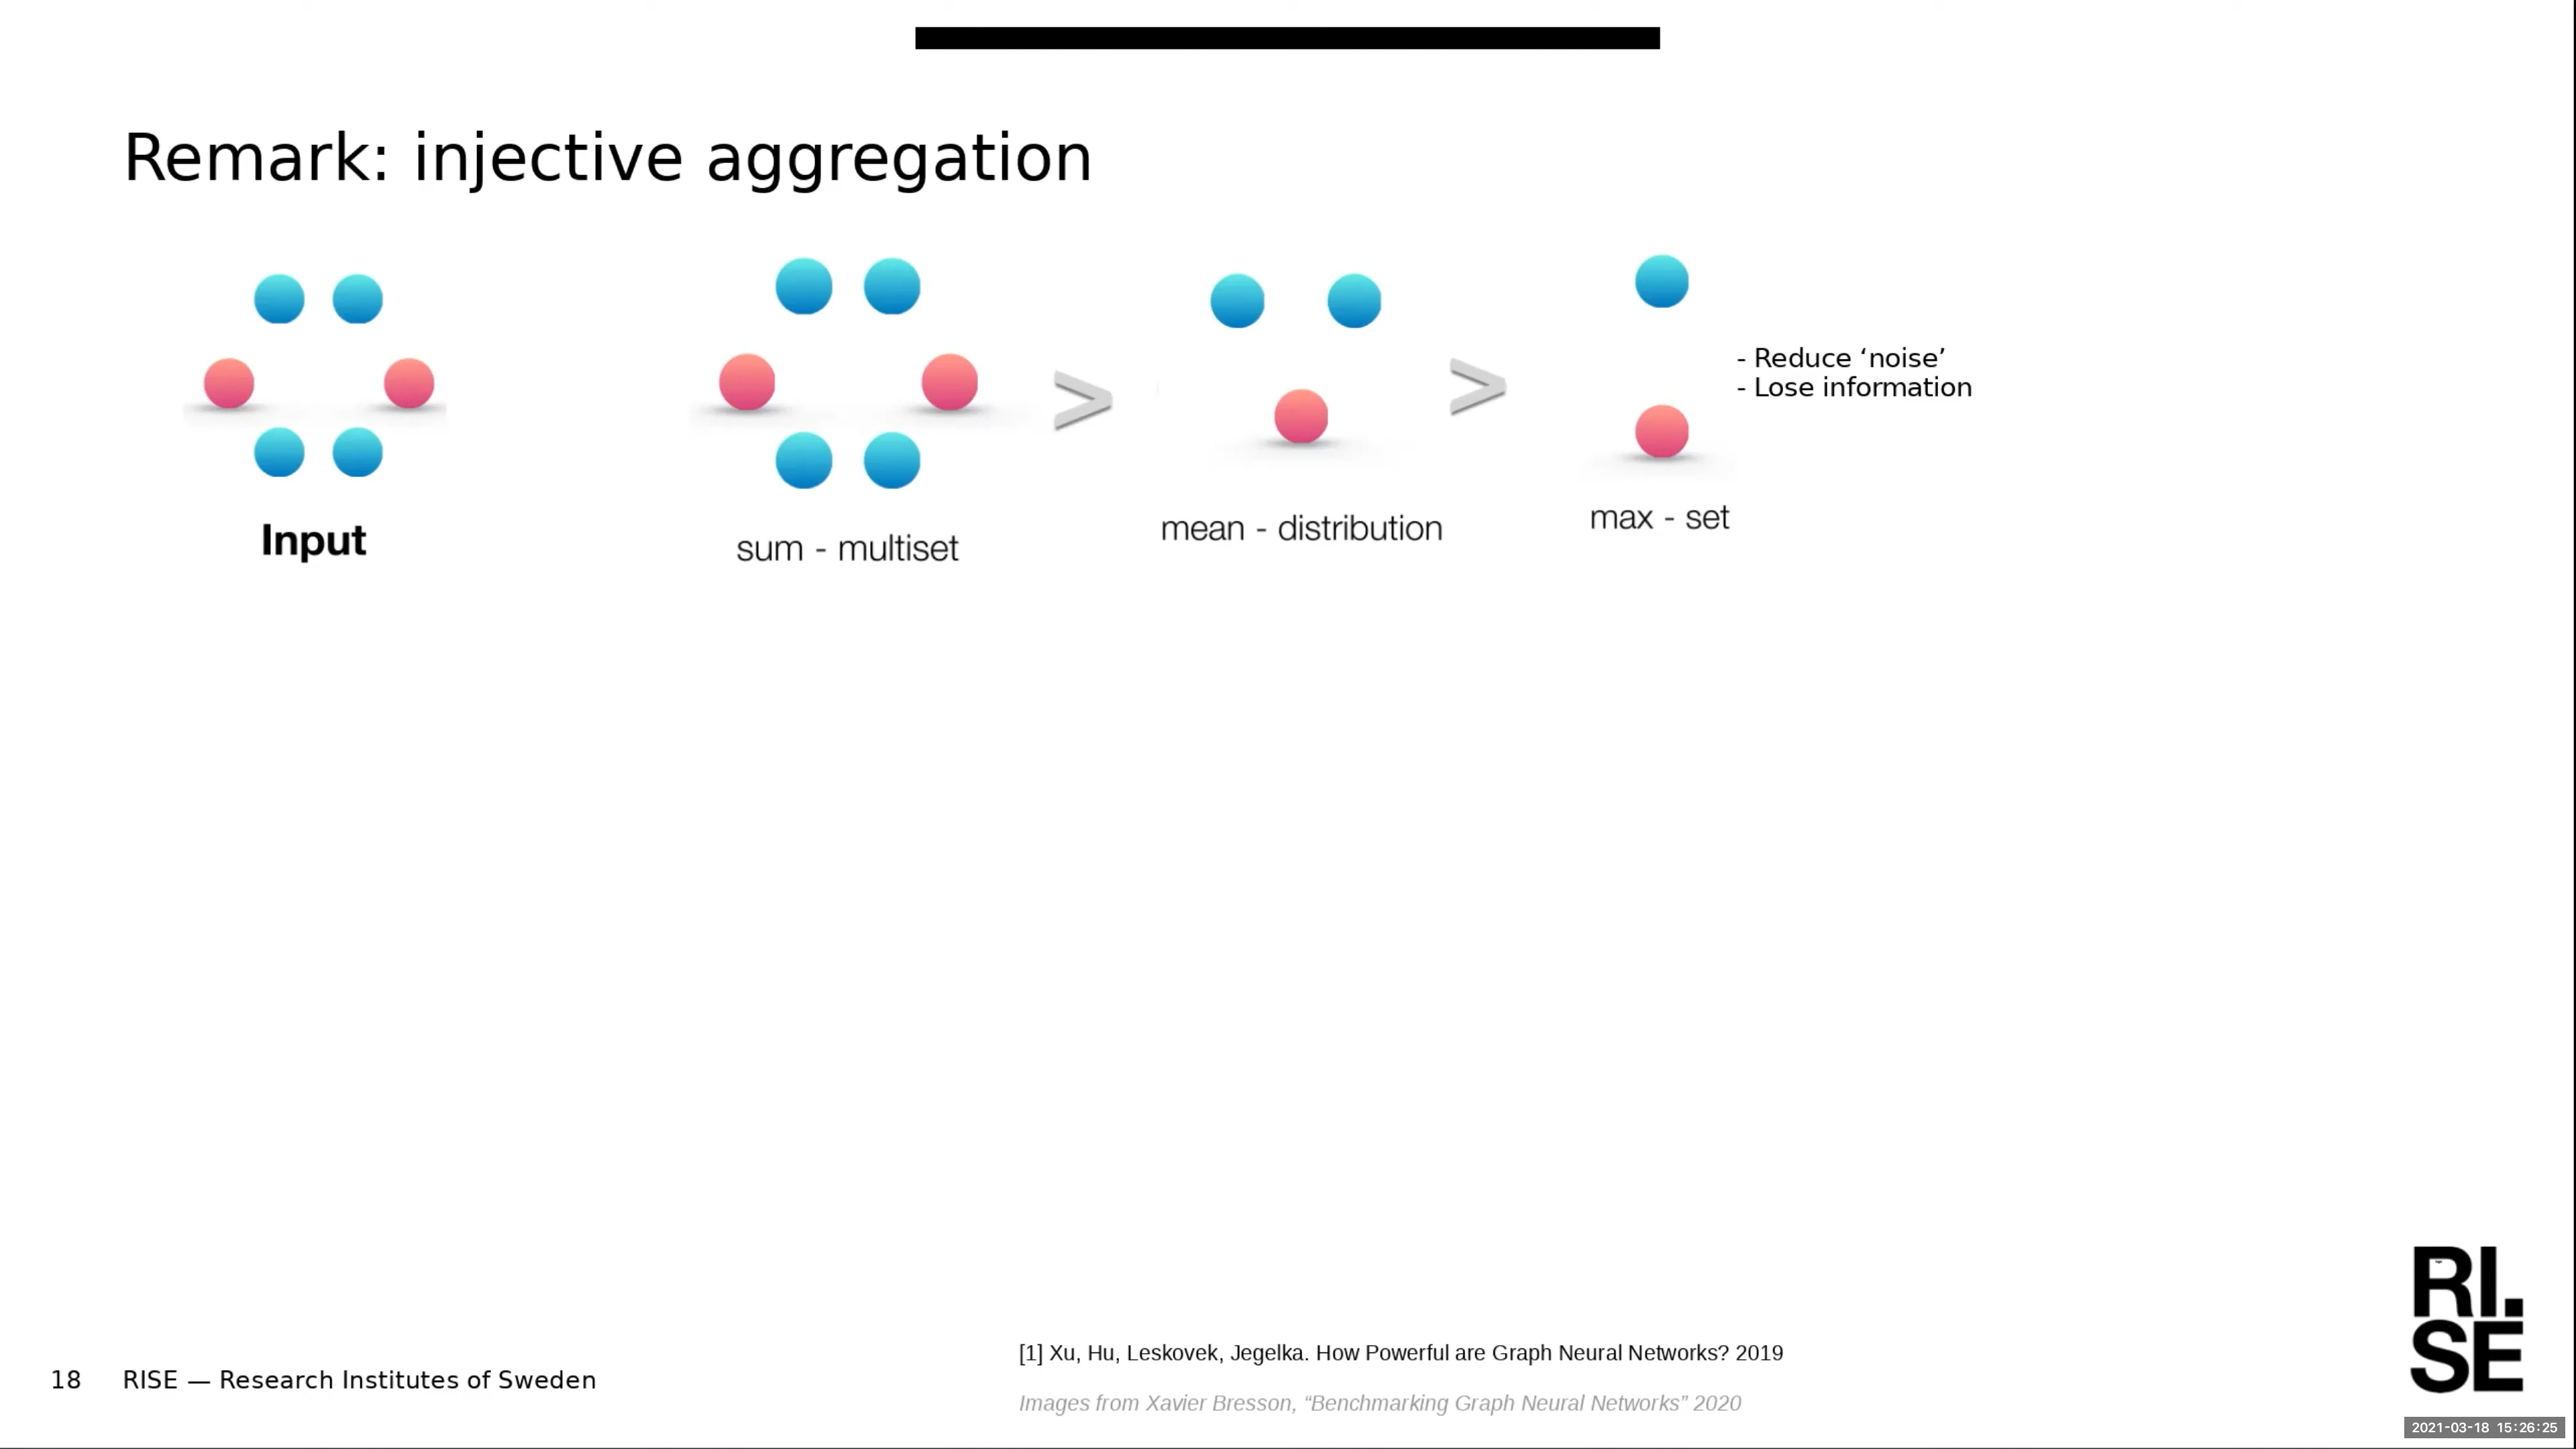 Remark: injective aggregation
>
>
- Reduce ‘noise’
- Lose information
Input
sum - multiset
mean - distribution
max - set
[1] Xu, Hu, Leskovek, Jegelka. How Powerful are Graph Neural Networks? 2019
18 RISE — Research Institutes of Sweden
Images from Xavier Bresson, “Benchmarking Graph Neural Networks” 2020
RI.
SE
2021-03-18 15:26:25